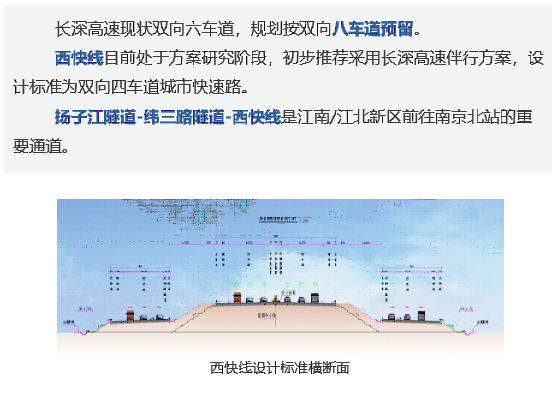 长深高速现状双向六车道，规划按双向八车道预留。
西快线目前处于方案研究阶段，初步推荐采用长深高速伴行方案，设
计标准为双向四车道城市快速路。
扬子江隧道-纬三路隧道-西快线是江南/江北新区前往南京北站的重
要通道。
西快线设计标准横断面